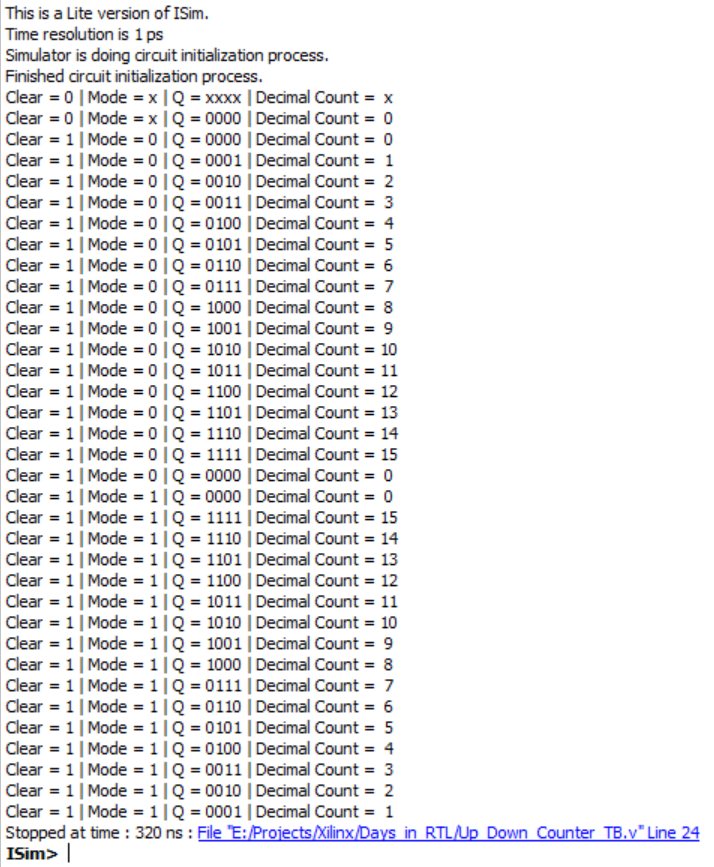 This is a Lite version of ISim.
Time resolution is 1 ps
Simulator is doing circuit initialization process.
Finished circuit initialization process.
Clear = 0 | Mode = x | Q = xxxx | Decimal Count =  x
Clear = 0 | Mode = x | Q = 0000 | Decimal Count =  0
Clear = 1 | Mode = 0 | Q = 0000 | Decimal Count =  0
Clear = 1 | Mode = 0 | Q = 0001 | Decimal Count =  1
Clear = 1 | Mode = 0 | Q = 0010 | Decimal Count =  2
Clear = 1 | Mode = 0 | Q = 0011 | Decimal Count =  3
Clear = 1 | Mode = 0 | Q = 0100 | Decimal Count =  4
Clear = 1 | Mode = 0 | Q = 0101 | Decimal Count =  5
Clear = 1 | Mode = 0 | Q = 0110 | Decimal Count =  6
Clear = 1 | Mode = 0 | Q = 0111 | Decimal Count =  7
Clear = 1 | Mode = 0 | Q = 1000 | Decimal Count =  8
Clear = 1 | Mode = 0 | Q = 1001 | Decimal Count =  9
Clear = 1 | Mode = 0 | Q = 1010 | Decimal Count = 10
Clear = 1 | Mode = 0 | Q = 1011 | Decimal Count = 11
Clear = 1 | Mode = 0 | Q = 1100 | Decimal Count = 12
Clear = 1 | Mode = 0 | Q = 1101 | Decimal Count = 13
Clear = 1 | Mode = 0 | Q = 1110 | Decimal Count = 14
Clear = 1 | Mode = 0 | Q = 1111 | Decimal Count = 15
Clear = 1 | Mode = 0 | Q = 0000 | Decimal Count =  0
Clear = 1 | Mode = 1 | Q = 0000 | Decimal Count =  0
Clear = 1 | Mode = 1 | Q = 1111 | Decimal Count = 15
Clear = 1 | Mode = 1 | Q = 1110 | Decimal Count = 14
Clear = 1 | Mode = 1 | Q = 1101 | Decimal Count = 13
Clear = 1 | Mode = 1 | Q = 1100 | Decimal Count = 12
Clear = 1 | Mode = 1 | Q = 1011 | Decimal Count = 11
Clear = 1 | Mode = 1 | Q = 1010 | Decimal Count = 10
Clear = 1 | Mode = 1 | Q = 1001 | Decimal Count =  9
Clear = 1 | Mode = 1 | Q = 1000 | Decimal Count =  8
Clear = 1 | Mode = 1 | Q = 0111 | Decimal Count =  7
Clear = 1 | Mode = 1 | Q = 0110 | Decimal Count =  6
Clear = 1 | Mode = 1 | Q = 0101 | Decimal Count =  5
Clear = 1 | Mode = 1 | Q = 0100 | Decimal Count =  4
Clear = 1 | Mode = 1 | Q = 0011 | Decimal Count =  3
Clear = 1 | Mode = 1 | Q = 0010 | Decimal Count =  2
Clear = 1 | Mode = 1 | Q = 0001 | Decimal Count =  1
Stopped at time : 320 ns : File "E:/Projects/Xilinx/Days_in_RTL/Up_Down_Counter_TB.v" Line 24
ISim>